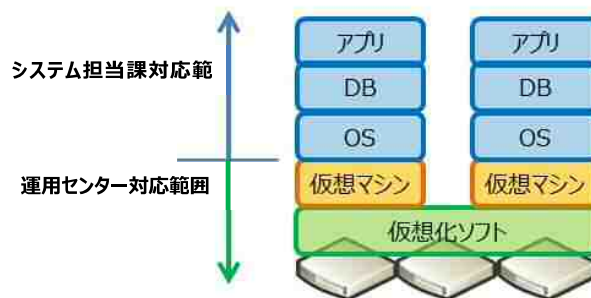 アプリ アプリ
システム担当課対応範
DB DB
OS OS
運用センター対応範囲 仮想マシン 仮想マシン
仮想化ソフト